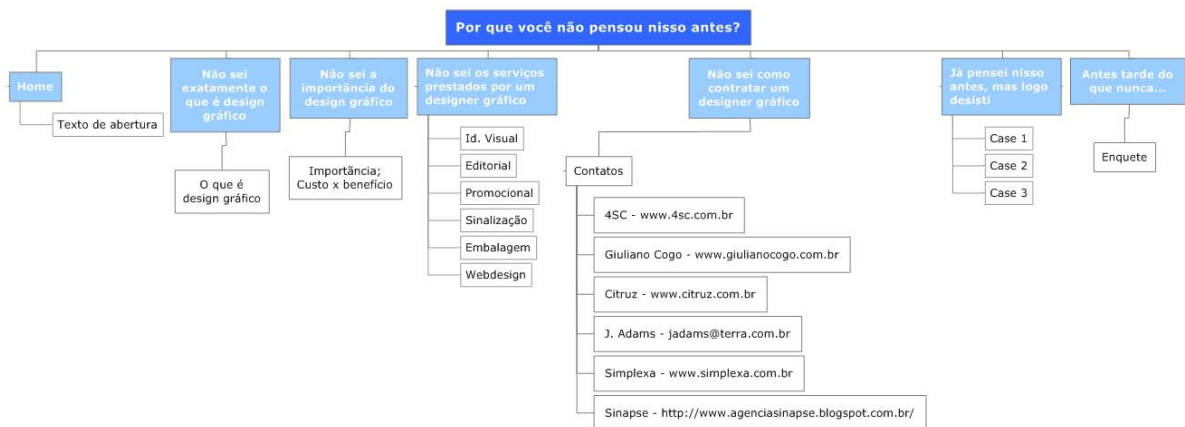 Por que você não pensou nisso antes?
Home
Texto de abertura
Não sei
exatamente o
que é design
gráfico
O que é
design gráfico
Não sei a
importância do
design gráfico
Importãncia;
Custo x benefício
Não sei os serviços
prestados por um
designer gráfico
Id. Visual
Editorial
Promocional
Sinalização
Embalagem
Webdesign
Não sei como
contratar um
designer gráfico
Contatos
4SC - www.4sc.com.br
Giuliano Cogo - www.giulianocogo.com.br
Citruz - www.citruz.com.br
J. Adams - jadams@terra.com.br
Simplexa - www.simplexa.com.br
Sinapse - http://www.agenciasinapse.blogspot.com.br/
Já pensei nisso
antes, mas logo
desisti
Case 1
Case 2
Case 3
Antes tarde do
que nunca...
Enquete